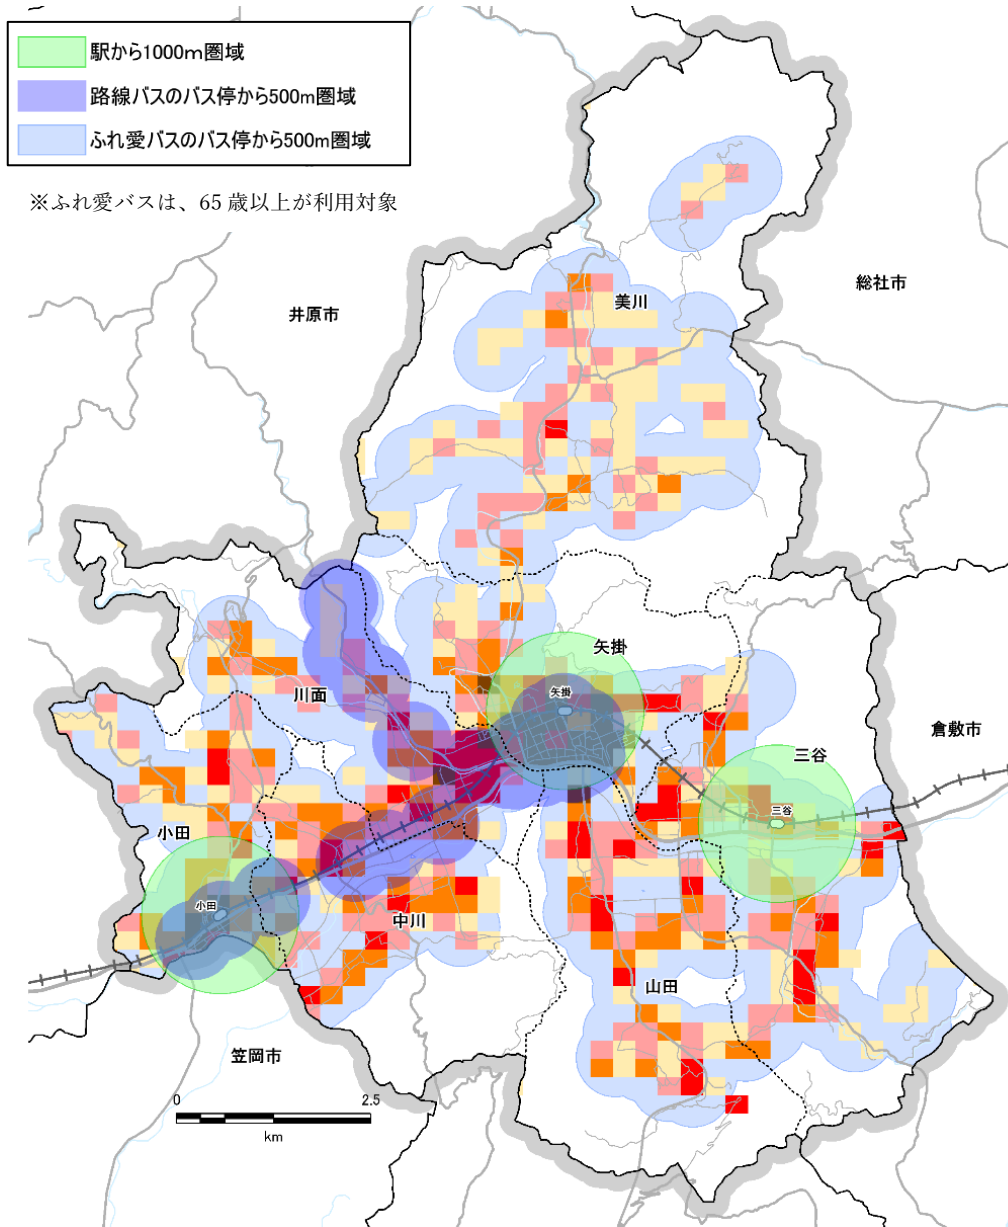 駅から1000m圏域
路線バスのバス停から500m圏域
ふれ愛バスのバス停から500m圏域
※ふれ愛バスは、65歳以上が利用対象
総社市
美川
井原市
矢掛
川面
矢掛
倉敷市
三谷
三谷
小田
小田
中川
山田
笠岡市
0 2.5
km